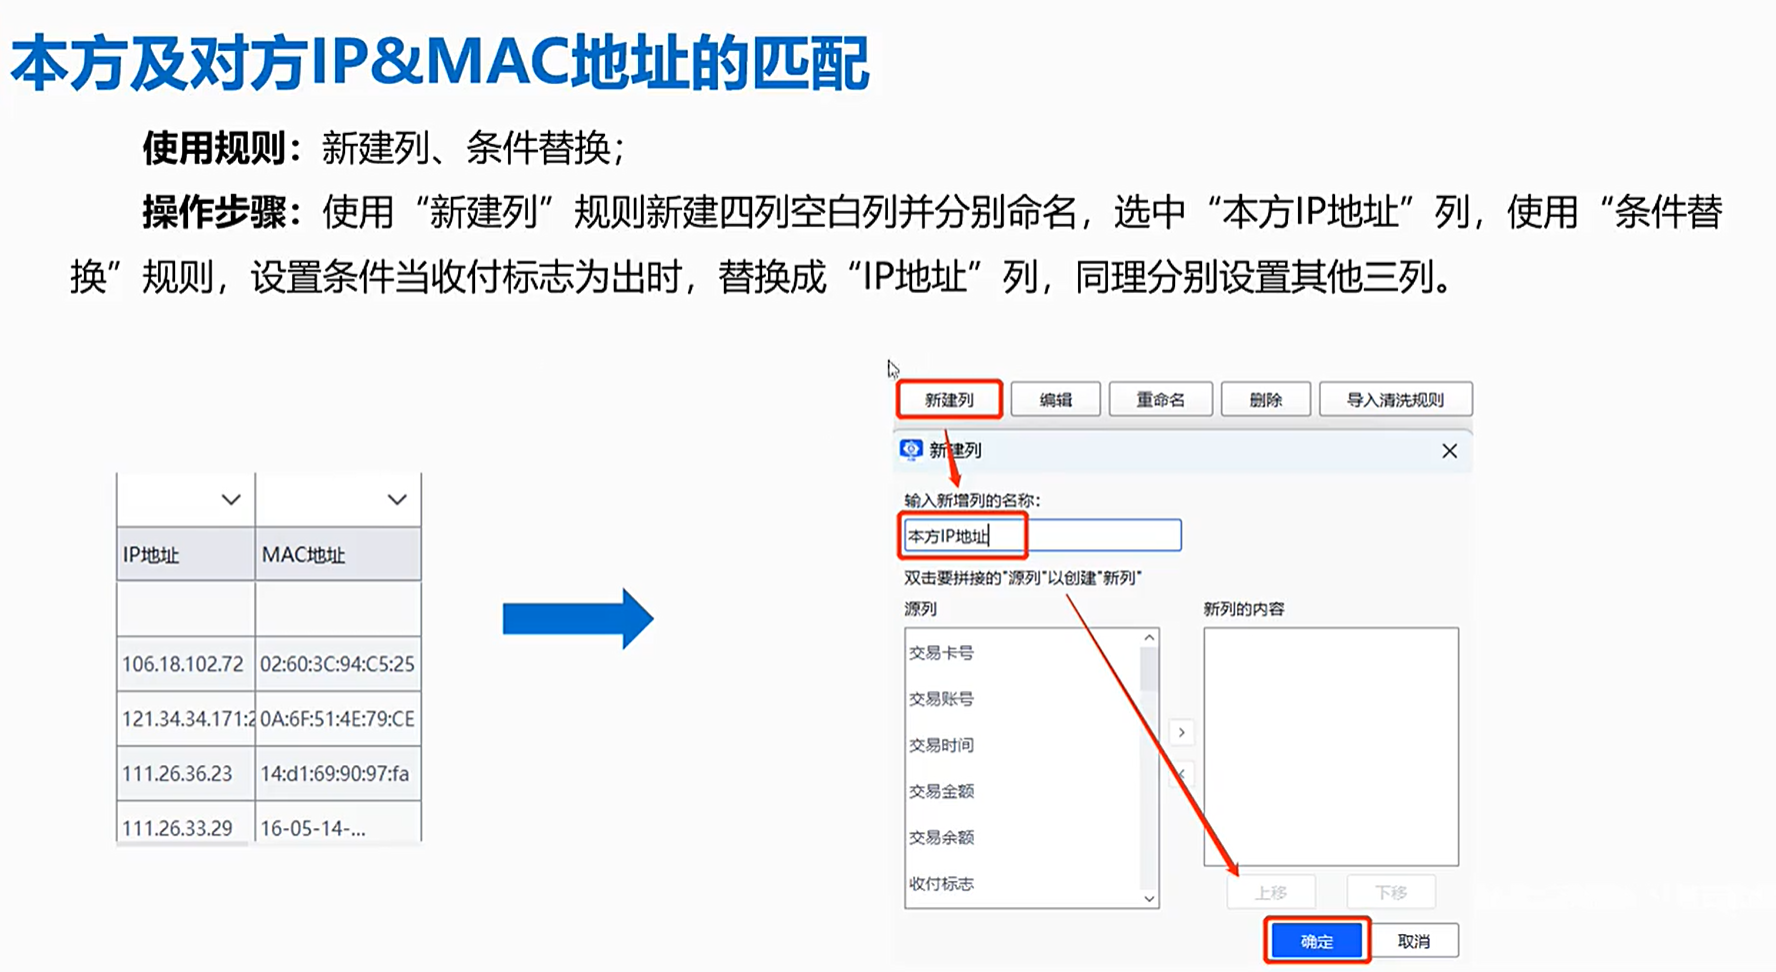 本方及对方IP&MAC地址的匹配
使用规则：新建列、条件替换；
操作步骤：使用“新建列”规则新建四列空白列并分别命名，选中“本方IP地址”列，使用“条件替
换”规则，设置条件当收付标志为出时，替换成“IP地址”列，同理分别设置其他三列。
IP地址 MAC地址
106.18.102.72 02:60:3C:94:C5:25
121.34.34.171:2 0A:6F:51:4E:79:CE
111.26.36.23 14:d1:69:90:97:fa
111.26.33.29 16-05-14-...
新建列 编辑 重命名 删除 导入清洗规则
新建列
输入新增列的名称：
本方IP地址
双击要拼接的"源列"以创建"新列"
源列 新列的内容
交易卡号
交易账号
交易时间
交易金额
交易余额
收付标志
上移 下移
确定 取消